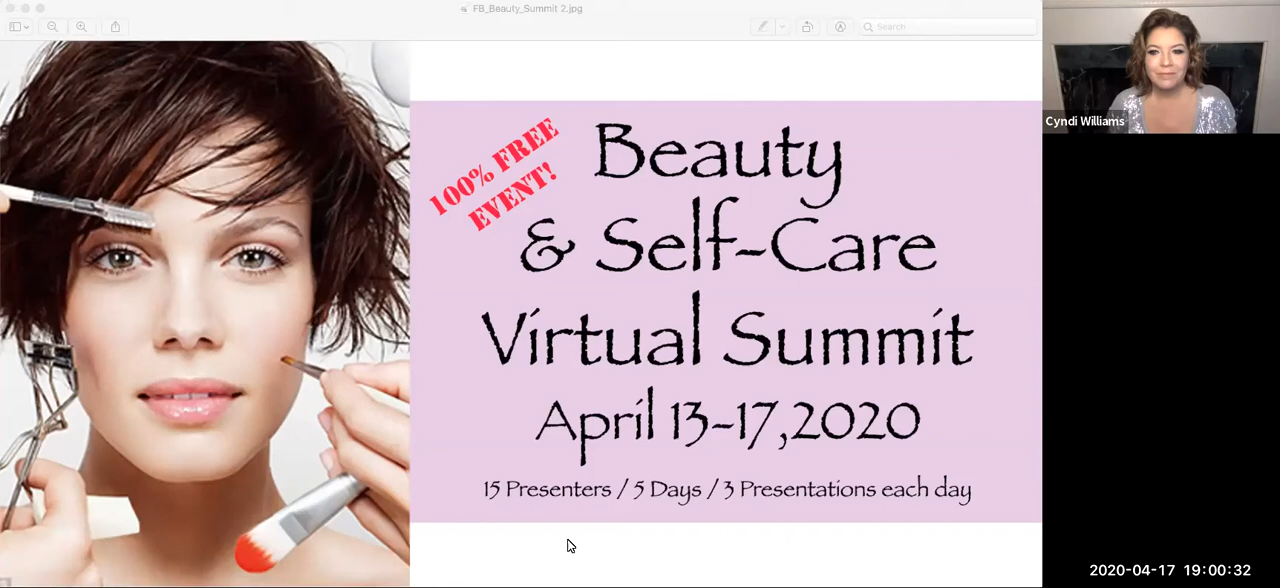 FB_Beauty_Summit 2.jpg
Search
100% FREE
EVENT!
Beauty
& Self-Care
Virtual Summit
April 13-17,2020
15 Presenters / 5 Days / 3 Presentations each day
Cyndi Williams
2020-04-17 19:00:32